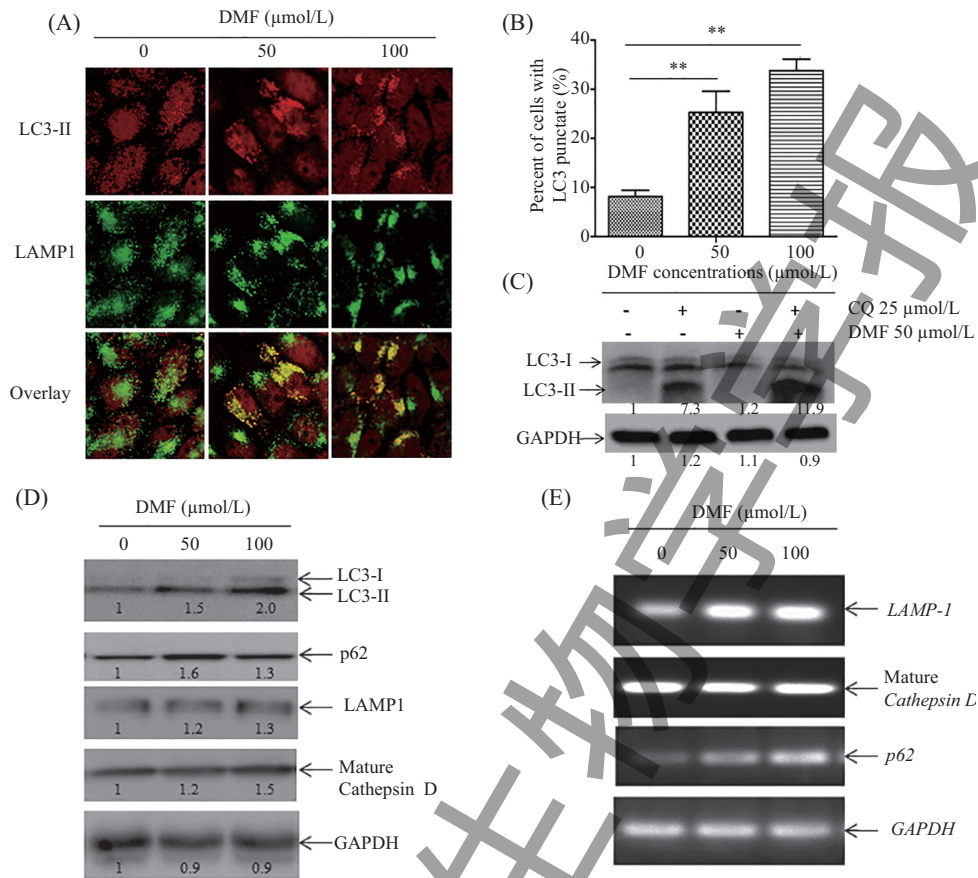 (A)
DMF (µmol/L)
0 50 100
LC3-II
LAMP1
Overlay
(B)
** **
Percent of cells with
LC3 punctate (%)
40
30
20
10
0
0 50 100
DMF concentrations (µmol/L)
(C)
- + - + CQ 25 µmol/L
- - + + DMF 50 µmol/L
LC3-I
LC3-II
1 7.3 1.2 11.9
GAPDH
1 1.2 1.1 0.9
(D)
DMF (µmol/L)
0 50 100
LC3-I
LC3-II
1 1.5 2.0
p62
1 1.6 1.3
LAMP1
1 1.2 1.3
Mature
Cathepsin D
1 1.2 1.5
GAPDH
1 0.9 0.9
(E)
DMF (µmol/L)
0 50 100
LAMP-1
Mature
Cathepsin D
p62
GAPDH
生物学学报